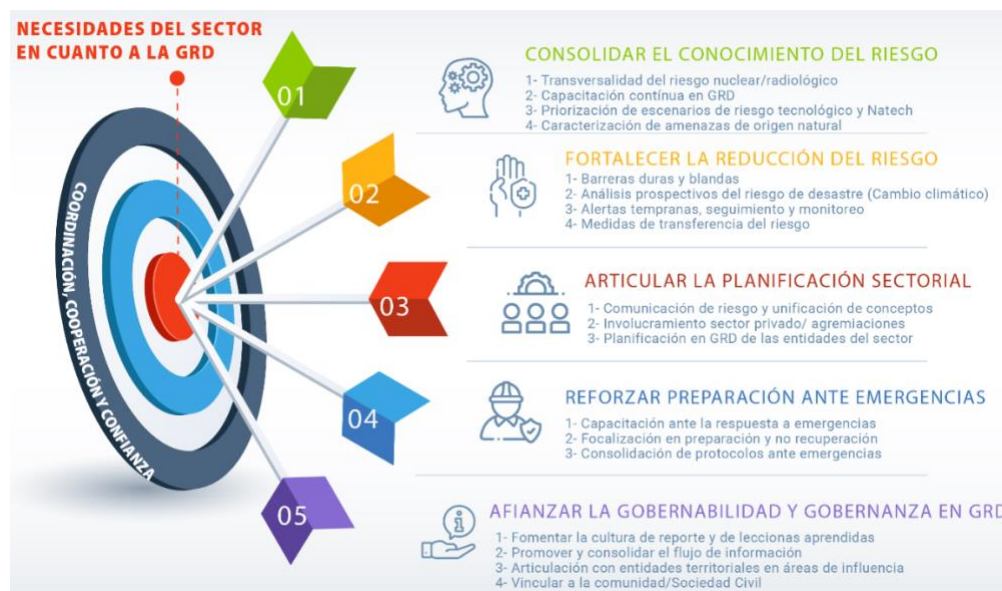 NECESIDADES DEL SECTOR
EN CUANTO A LA GRD
COORDINACIÓN, COOPERACIÓN Y CONFIANZA
01
CONSOLIDAR EL CONOCIMIENTO DEL RIESGO
1- Transversalidad del riesgo nuclear/radiológico
2- Capacitación contínua en GRD
3- Priorización de escenarios de riesgo tecnológico y Natech
4- Caracterización de amenazas de origen natural
02
FORTALECER LA REDUCCIÓN DEL RIESGO
1- Barreras duras y blandas
2- Análisis prospectivos del riesgo de desastre (Cambio climático)
3- Alertas tempranas, seguimiento y monitoreo
4- Medidas de transferencia del riesgo
03
ARTICULAR LA PLANIFICACIÓN SECTORIAL
1- Comunicación de riesgo y unificación de conceptos
2- Involucramiento sector privado/ agremiaciones
3- Planificación en GRD de las entidades del sector
04
REFORZAR PREPARACIÓN ANTE EMERGENCIAS
1- Capacitación ante la respuesta a emergencias
2- Focalización en preparación y no recuperación
3- Consolidación de protocolos ante emergencias
05
AFIANZAR LA GOBERNABILIDAD Y GOBERNANZA EN GRD
1- Fomentar la cultura de reporte y de lecciones aprendidas
2- Promover y consolidar el flujo de información
3- Articulación con entidades territoriales en áreas de influencia
4- Vincular a la comunidad/Sociedad Civil